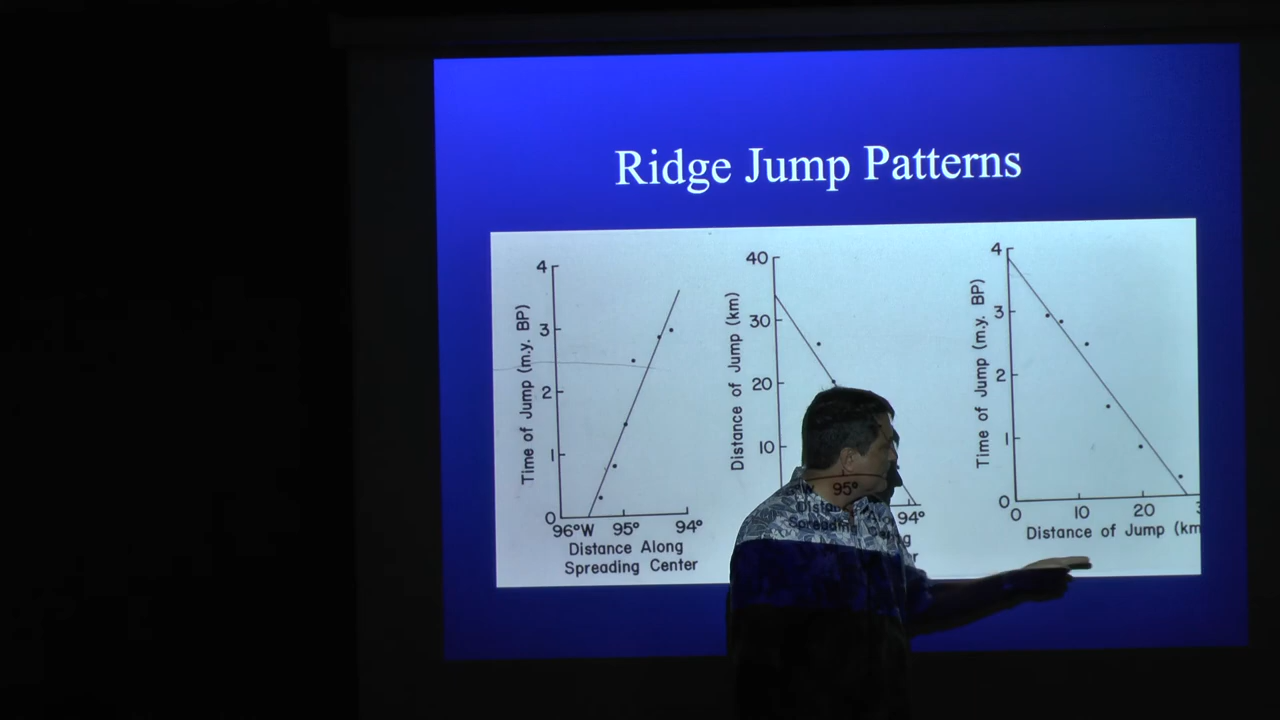 Ridge Jump Patterns
4
3
2
1
0
Time of Jump (m.y. BP)
96°W 95° 94°
Distance Along
Spreading Center
40
30
20
10
Distance of Jump (km)
95° 94°
4
3
2
1
0
Time of Jump (m.y. BP)
0 10 20
Distance of Jump (km